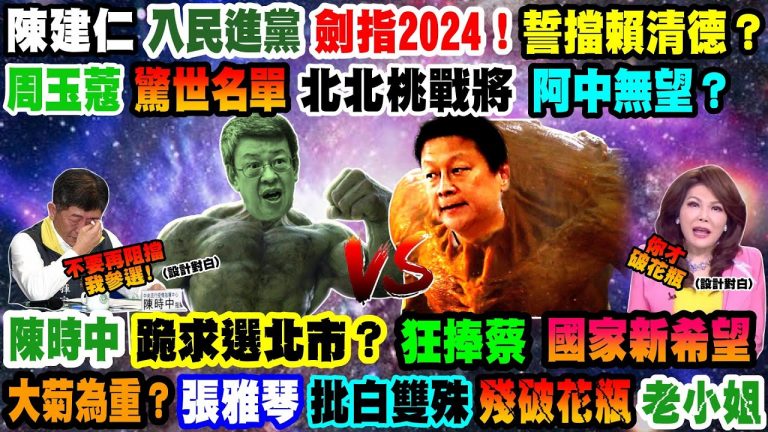 陳建仁 入民進黨 劍指2024！誓擋賴清德？
周玉蔻 驚世名單 北北桃戰將 阿中無望？
不要再阻擋
我參選！
(設計對白)
陳時中
VS
你才
破花瓶
(設計對白)
陳時中 跪求選北市？ 狂捧蔡 國家新希望
大菊為重？張雅琴 批白雙殊 殘破花瓶 老小姐